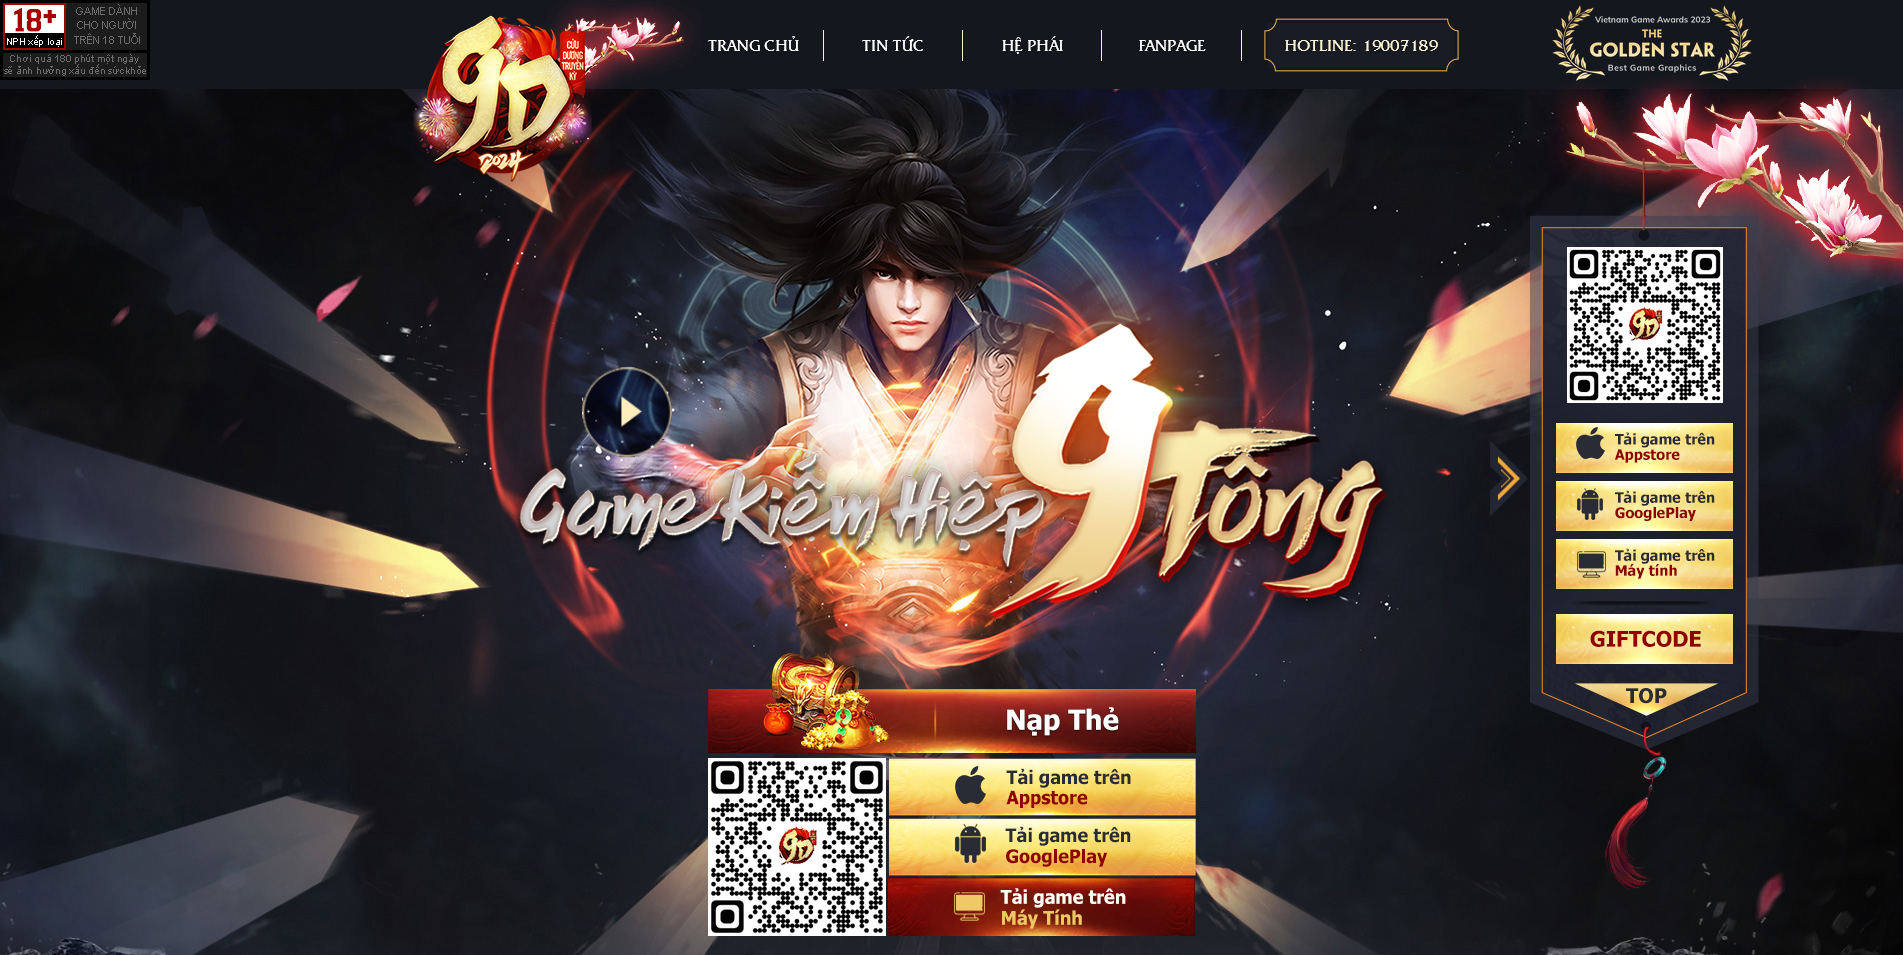 18+
NPH xếp loại
GAME DÀNH
CHO NGƯỜI
TRÊN 18 TUỔI
Chơi quá 180 phút một ngày
sẽ ảnh hưởng xấu đến sức khỏe
9D
CỬU
DƯƠNG
TRUYỀN
KỲ
2024
TRANG CHỦ
TIN TỨC
HỆ PHÁI
FANPAGE
HOTLINE: 19007189
Vietnam Game Awards 2023
THE
GOLDEN STAR
Best Game Graphics
Game Kiếm Hiệp 9 Tông
9D
Tải game trên
Appstore
Tải game trên
GooglePlay
Tải game trên
Máy tính
GIFTCODE
TOP
Nạp Thẻ
9D
Tải game trên
Appstore
Tải game trên
GooglePlay
Tải game trên
Máy Tính